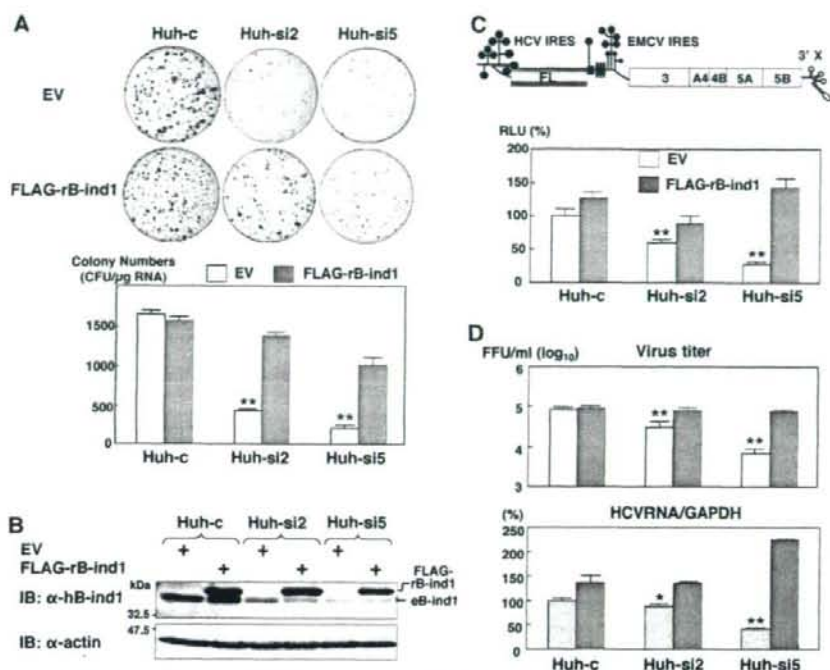 A
Huh-c Huh-si2 Huh-si5
EV
FLAG-rB-ind1
Colony Numbers
(CFU/μg RNA)
EV FLAG-rB-ind1
1500
1000
500
0
** **
Huh-c Huh-si2 Huh-si5
B
Huh-c Huh-si2 Huh-si5
EV + + +
FLAG-rB-ind1 + + +
kDa
FLAG-
rB-ind1
IB: α-hB-ind1
eB-ind1
32.5
47.5
IB: α-actin
C
HCV IRES EMCV IRES
3' X
FL 3 A4 4B 5A 5B
RLU (%)
200
150
100
50
0
EV
FLAG-rB-ind1
** **
Huh-c Huh-si2 Huh-si5
D
FFU/ml (log10) Virus titer
6
5
4
3
** **
(%) HCVRNA/GAPDH
250
200
150
100
50
0
* **
Huh-c Huh-si2 Huh-si5